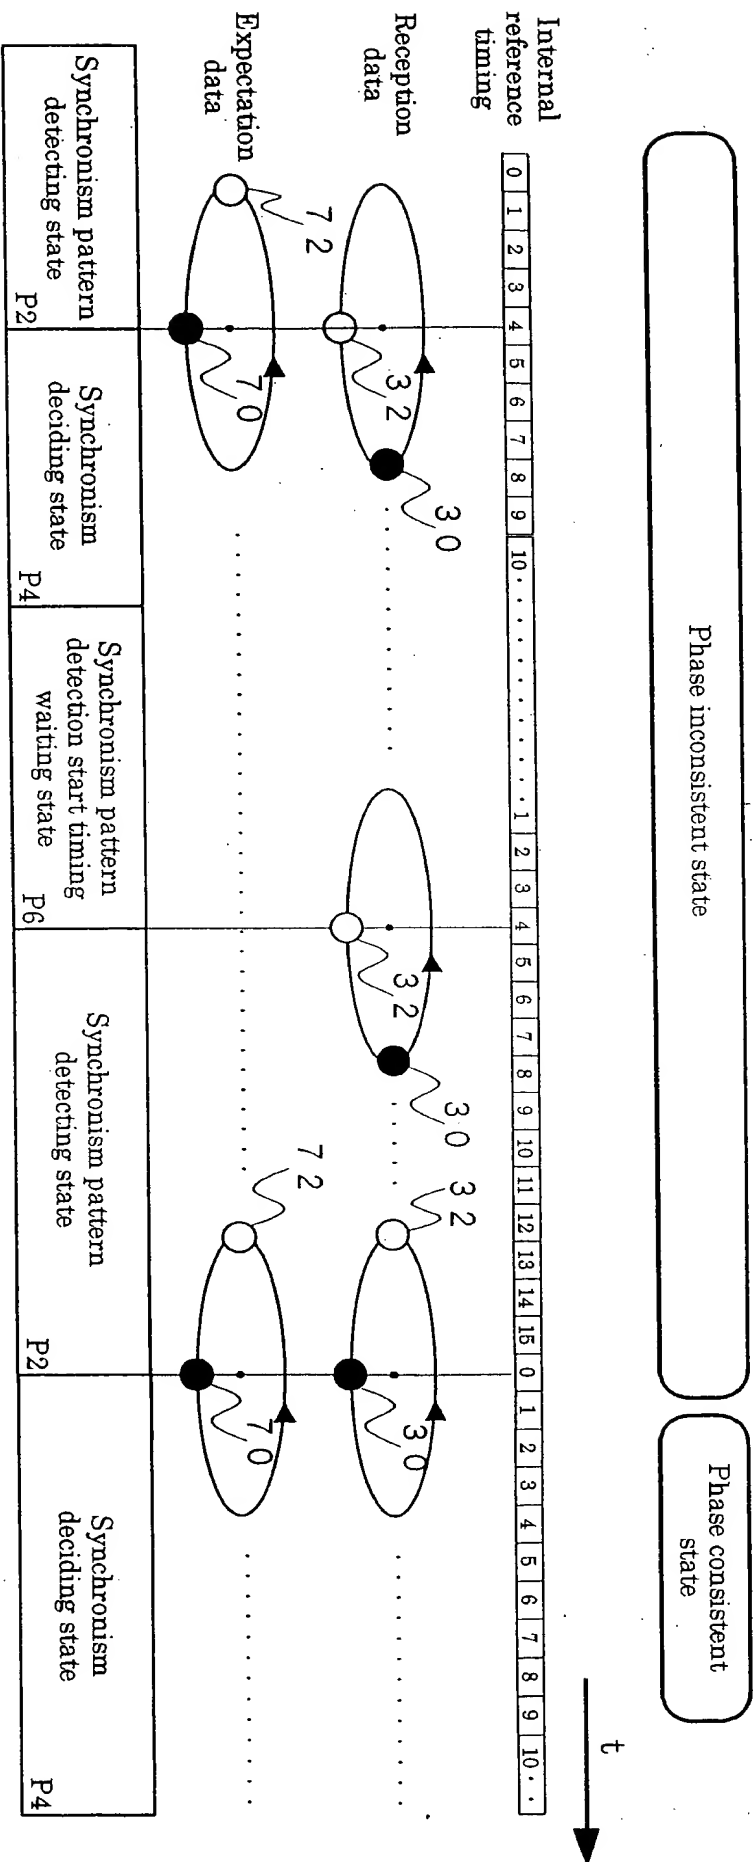 Phase inconsistent state
Phase consistent
state
t
Internal
reference
timing
0 1 2 3 4 5 6 7 8 9 10 · · · · · · · · · · · 1 2 3 4 5 6 7 8 9 10 11 12 13 14 15 0 1 2 3 4 5 6 7 8 9 10 · ·
Reception
data
32
30
32
30
32
30
Expectation
data
72
70
72
70
Synchronism pattern
detecting state
P2
Synchronism
deciding state
P4
Synchronism pattern
detection start timing
waiting state
P6
Synchronism pattern
detecting state
P2
Synchronism
deciding state
P4